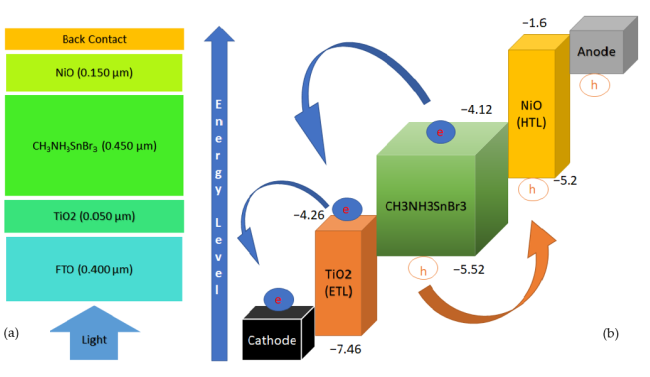 Back Contact
NiO (0.150 µm)
CH₃NH₃SnBr₃ (0.450 µm)
TiO2 (0.050 µm)
FTO (0.400 µm)
Light
(a)
Energy Level
−1.6
Anode
h
−4.12
e
NiO
(HTL)
−5.2
h
CH3NH3SnBr3
−4.26
e
h
−5.52
TiO2
(ETL)
e
Cathode
−7.46
(b)